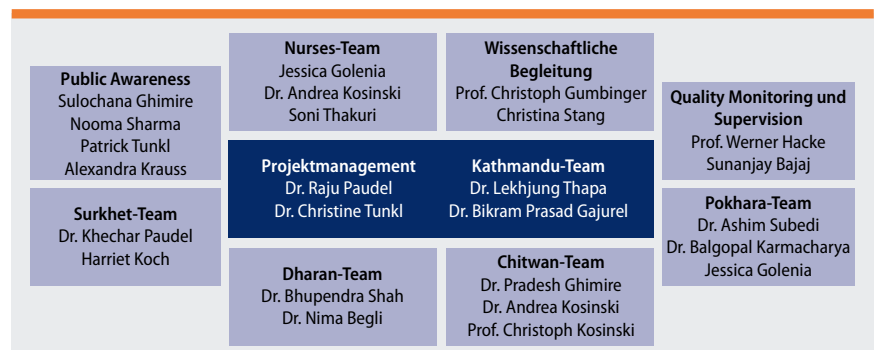 Public Awareness
Sulochana Ghimire
Nooma Sharma
Patrick Tunkl
Alexandra Krauss
Surkhet-Team
Dr. Khechar Paudel
Harriet Koch
Nurses-Team
Jessica Golenia
Dr. Andrea Kosinski
Soni Thakuri
Wissenschaftliche
Begleitung
Prof. Christoph Gumbinger
Christina Stang
Projektmanagement
Dr. Raju Paudel
Dr. Christine Tunkl
Kathmandu-Team
Dr. Lekhjung Thapa
Dr. Bikram Prasad Gajurel
Dharan-Team
Dr. Bhupendra Shah
Dr. Nima Begli
Chitwan-Team
Dr. Pradesh Ghimire
Dr. Andrea Kosinski
Prof. Christoph Kosinski
Quality Monitoring und
Supervision
Prof. Werner Hacke
Sunanjay Bajaj
Pokhara-Team
Dr. Ashim Subedi
Dr. Balgopal Karmacharya
Jessica Golenia